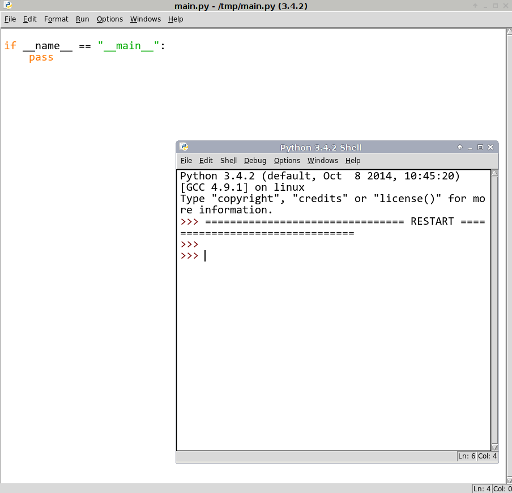 main.py - /tmp/main.py (3.4.2)
File Edit Format Run Options Windows Help
if __name__ == "__main__":
    pass
Python 3.4.2 Shell
File Edit Shell Debug Options Windows Help
Python 3.4.2 (default, Oct  8 2014, 10:45:20)
[GCC 4.9.1] on linux
Type "copyright", "credits" or "license()" for mo
re information.
>>> ================================ RESTART ====
============================
>>>
>>>
Ln: 6 Col: 4
Ln: 4 Col: 0